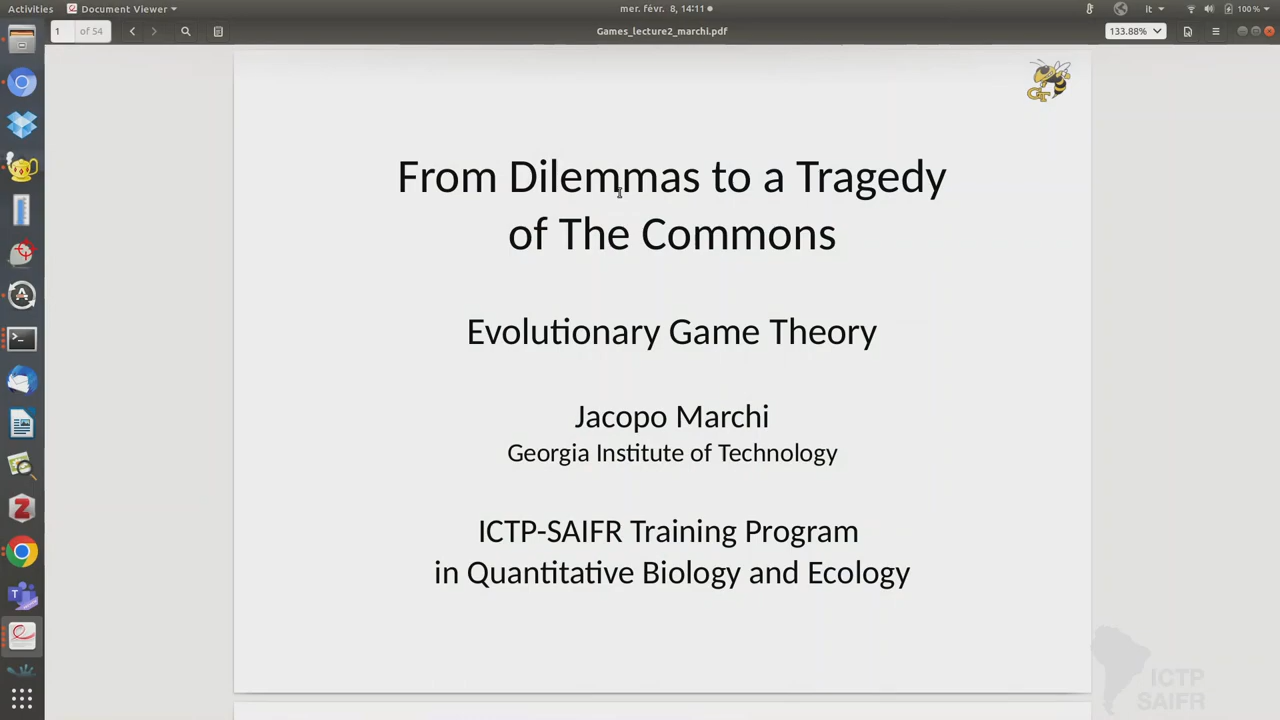 Activities
Document Viewer
mer. févr. 8, 14:11
It
100 %
1
of 54
Games_lecture2_marchi.pdf
133.88%
GT
From Dilemmas to a Tragedy
of The Commons
Evolutionary Game Theory
Jacopo Marchi
Georgia Institute of Technology
ICTP-SAIFR Training Program
in Quantitative Biology and Ecology
ICTP
SAIFR